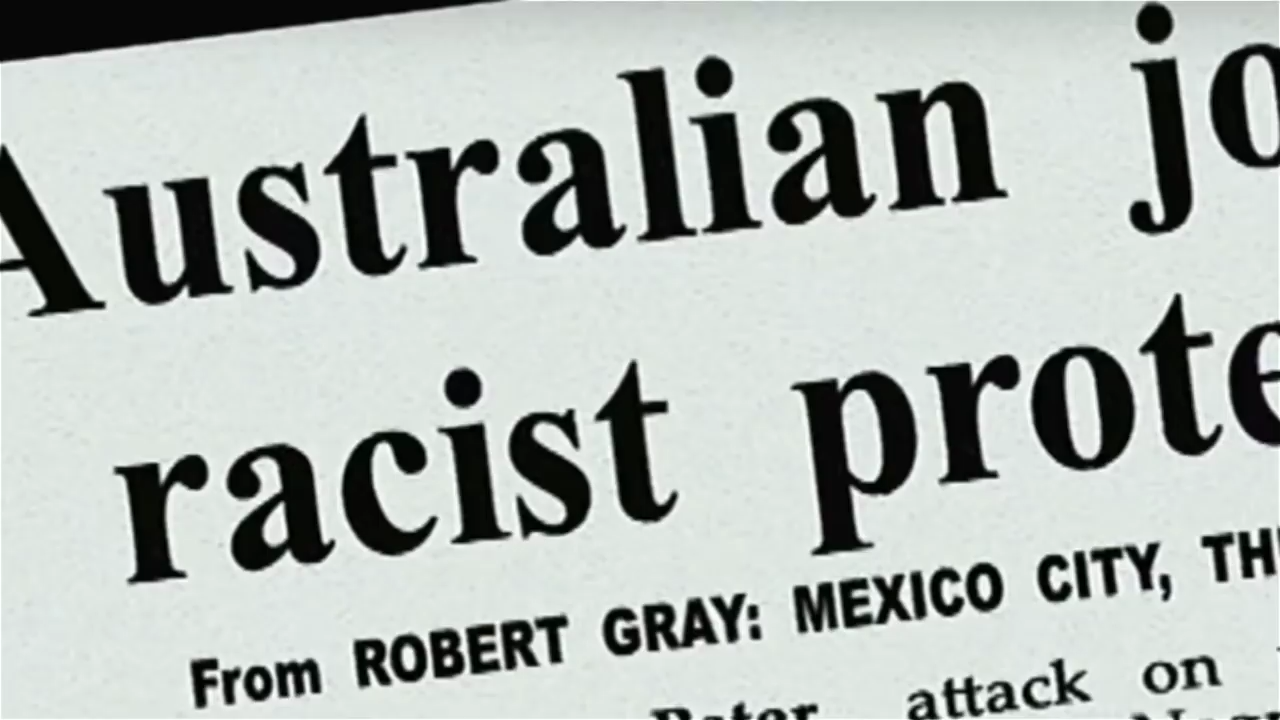 Australian jo
racist prote
From ROBERT GRAY: MEXICO CITY, TH
attack on